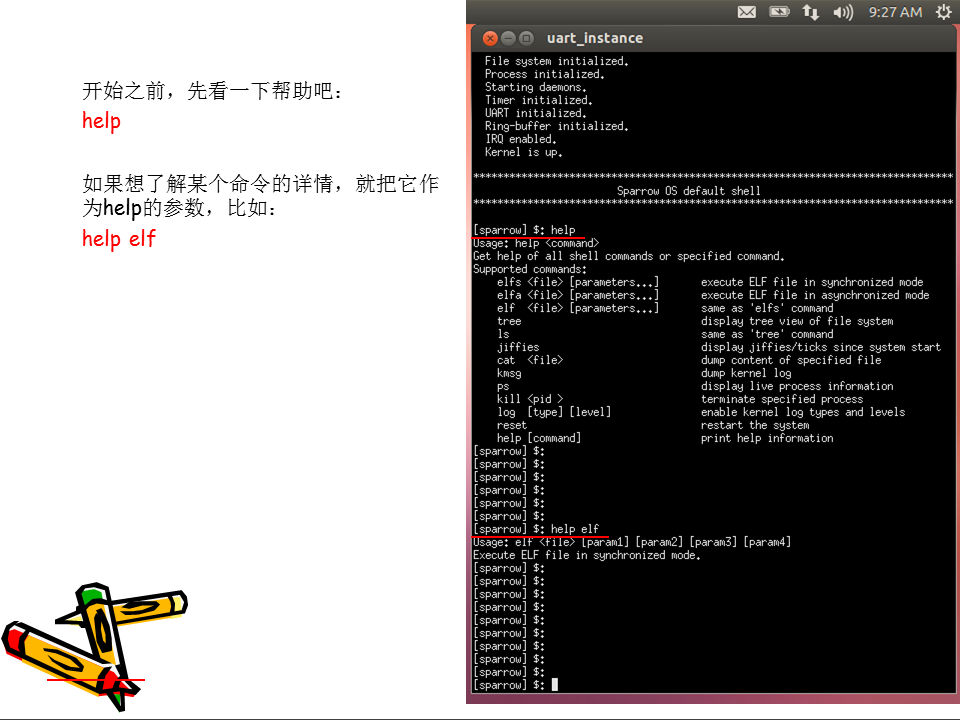 开始之前，先看一下帮助吧：
help
如果想了解某个命令的详情，就把它作
为help的参数，比如：
help elf
9:27 AM
uart_instance
File system initialized.
Process initialized.
Starting daemons.
Timer initialized.
UART initialized.
Ring-buffer initialized.
IRQ enabled.
Kernel is up.
********************************************************************************
Sparrow OS default shell
********************************************************************************
[sparrow] $: help
Usage: help <command>
Get help of all shell commands or specified command.
Supported commands:
elfs <file> [parameters...] execute ELF file in synchronized mode
elfa <file> [parameters...] execute ELF file in asynchronized mode
elf <file> [parameters...] same as 'elfs' command
tree display tree view of file system
ls same as 'tree' command
jiffies display jiffies/ticks since system start
cat <file> dump content of specified file
kmsg dump kernel log
ps display live process information
kill <pid > terminate specified process
log [type] [level] enable kernel log types and levels
reset restart the system
help [command] print help information
[sparrow] $:
[sparrow] $:
[sparrow] $:
[sparrow] $:
[sparrow] $:
[sparrow] $:
[sparrow] $: help elf
Usage: elf <file> [param1] [param2] [param3] [param4]
Execute ELF file in synchronized mode.
[sparrow] $:
[sparrow] $:
[sparrow] $:
[sparrow] $:
[sparrow] $:
[sparrow] $:
[sparrow] $:
[sparrow] $:
[sparrow] $:
[sparrow] $: